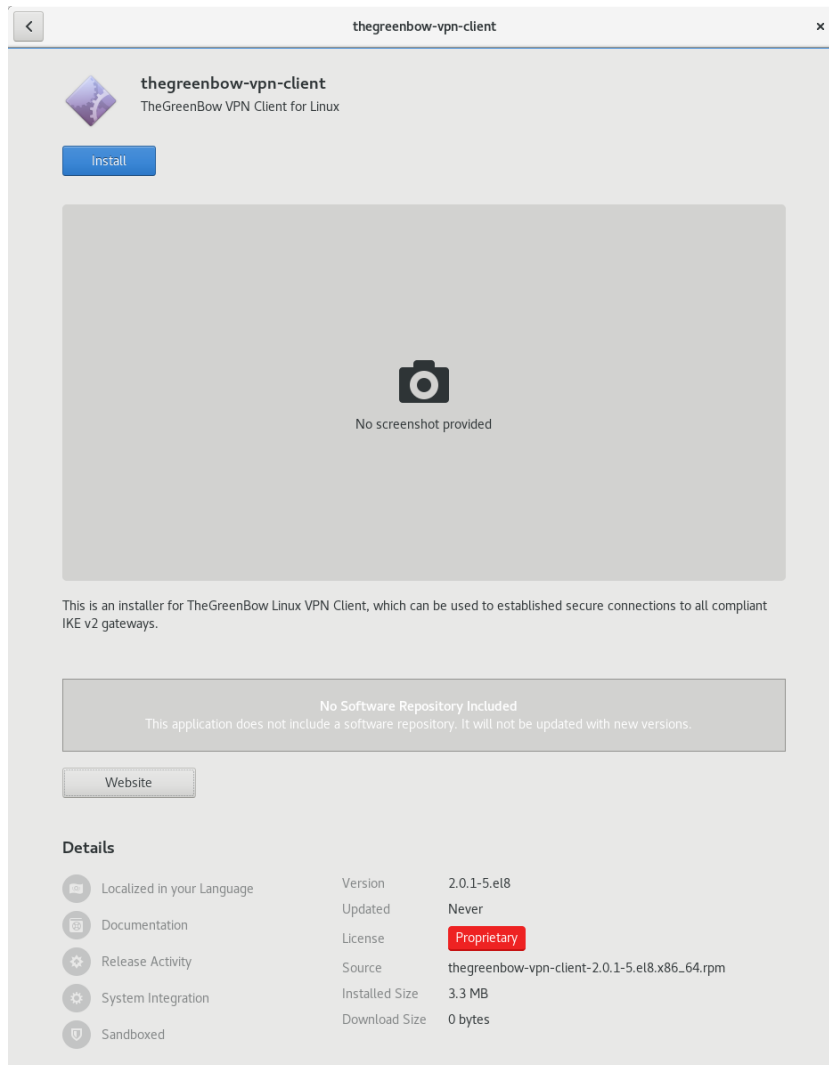 thegreenbow-vpn-client
thegreenbow-vpn-client
TheGreenBow VPN Client for Linux
Install
No screenshot provided
This is an installer for TheGreenBow Linux VPN Client, which can be used to established secure connections to all compliant
IKE v2 gateways.
No Software Repository Included
This application does not include a software repository. It will not be updated with new versions.
Website
Details
Localized in your Language
Documentation
Release Activity
System Integration
Sandboxed
Version 2.0.1-5.el8
Updated Never
License Proprietary
Source thegreenbow-vpn-client-2.0.1-5.el8.x86_64.rpm
Installed Size 3.3 MB
Download Size 0 bytes